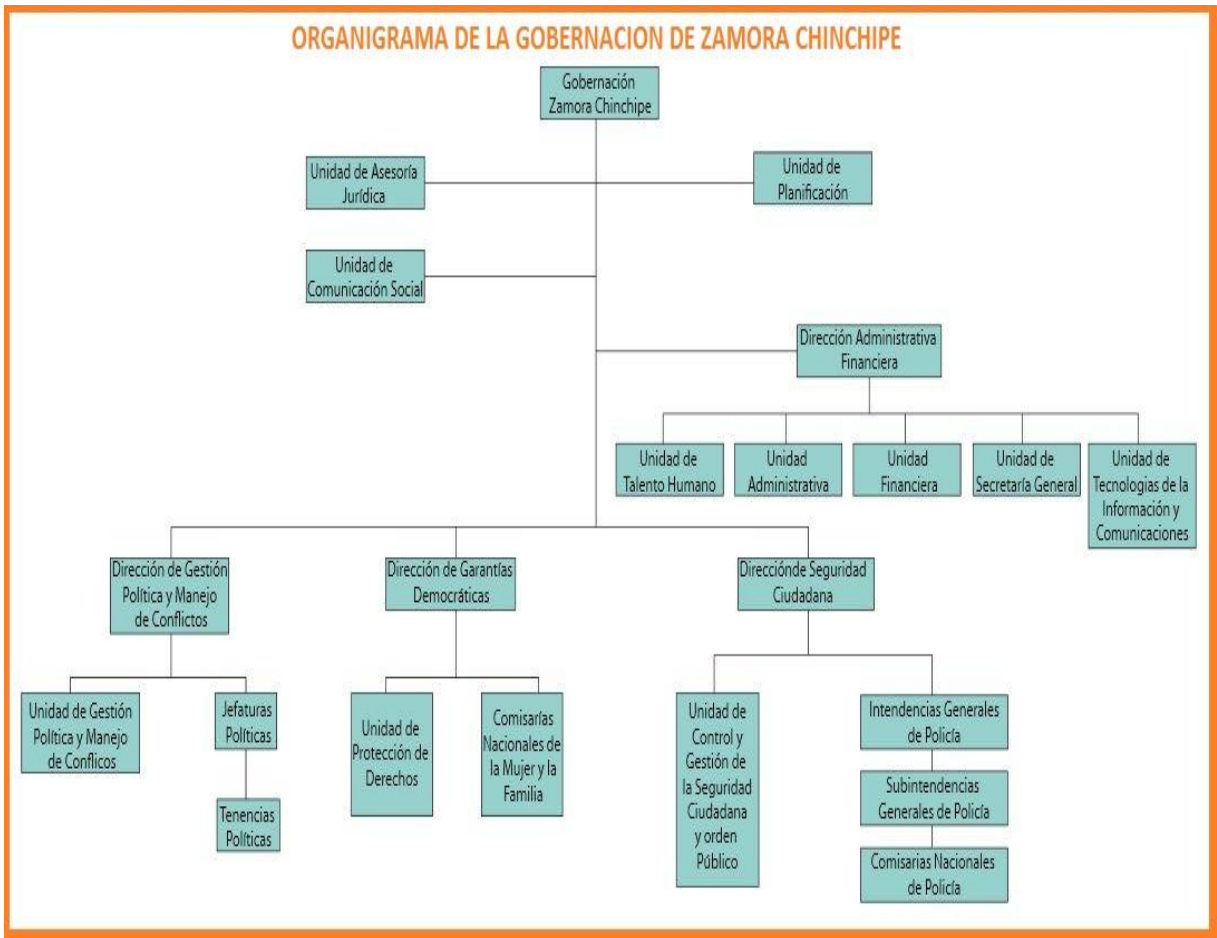 ORGANIGRAMA DE LA GOBERNACION DE ZAMORA CHINCHIPE
Gobernación
Zamora Chinchipe
Unidad de Asesoría
Jurídica
Unidad de
Planificación
Unidad de
Comunicación Social
Dirección Administrativa
Financiera
Unidad de
Talento Humano
Unidad
Administrativa
Unidad
Financiera
Unidad de
Secretaría General
Unidad de
Tecnologias de la
Información y
Comunicaciones
Dirección de Gestión
Política y Manejo
de Conflictos
Dirección de Garantías
Democráticas
Direcciónde Seguridad
Ciudadana
Unidad de Gestión
Política y Manejo
de Conflicos
Jefaturas
Políticas
Tenencias
Políticas
Unidad de
Protección de
Derechos
Comisarías
Nacionales de
la Mujer y la
Familia
Unidad de
Control y
Gestión de
la Seguridad
Ciudadana
y orden
Público
Intendencias Generales
de Policía
Subintendencias
Generales de Policía
Comisarias Nacionales
de Policía